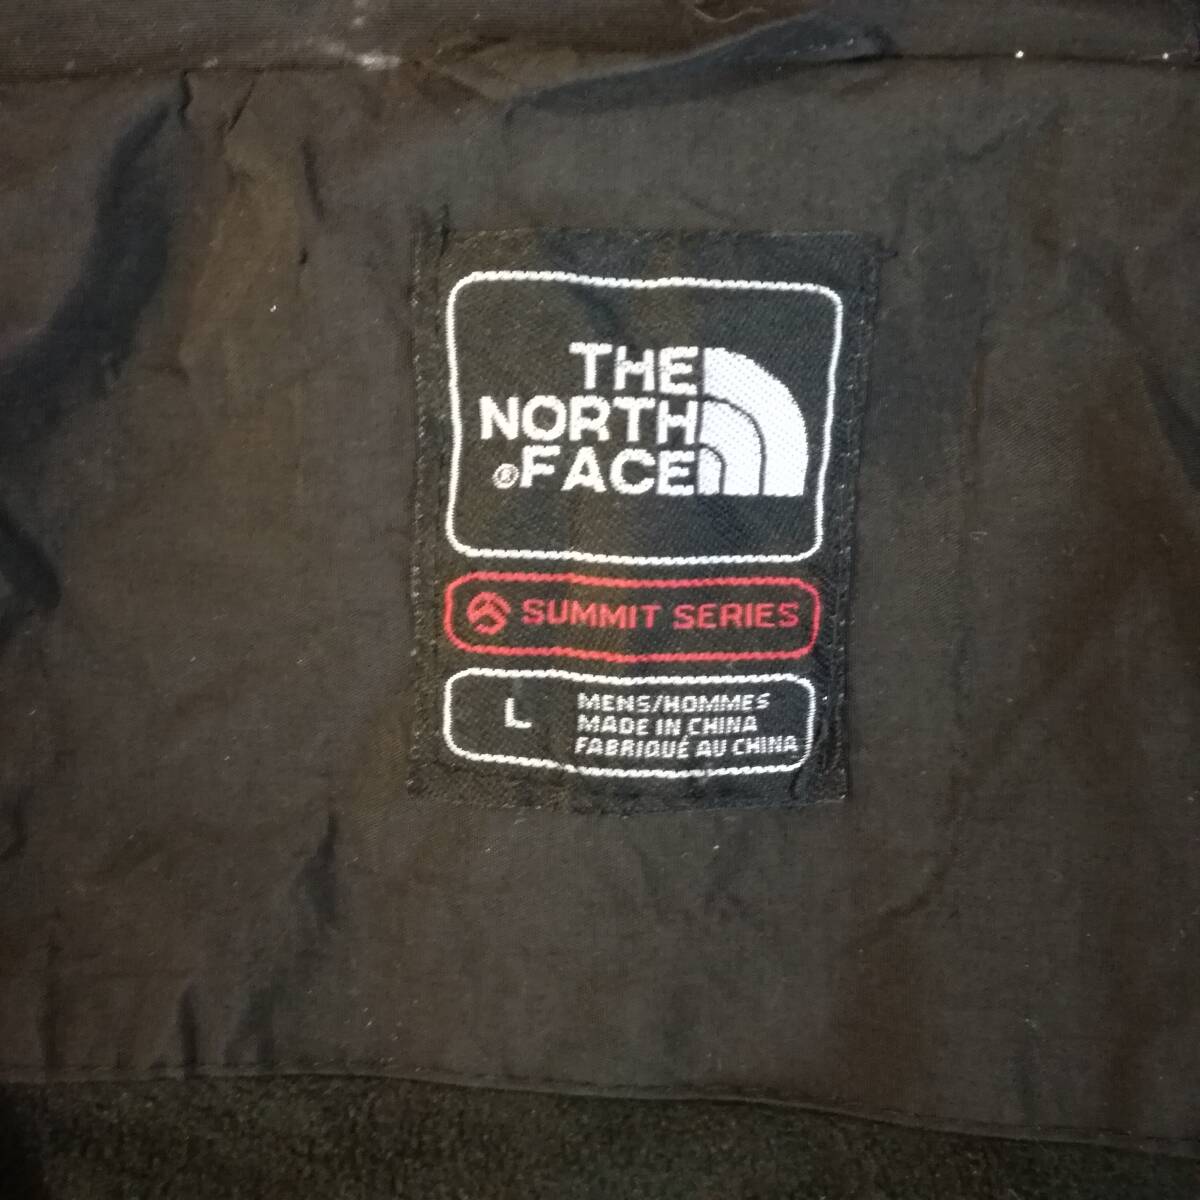 THE
NORTH
®FACE
SUMMIT SERIES
L
MENS/HOMMES
MADE IN CHINA
FABRIQUÉ AU CHINA